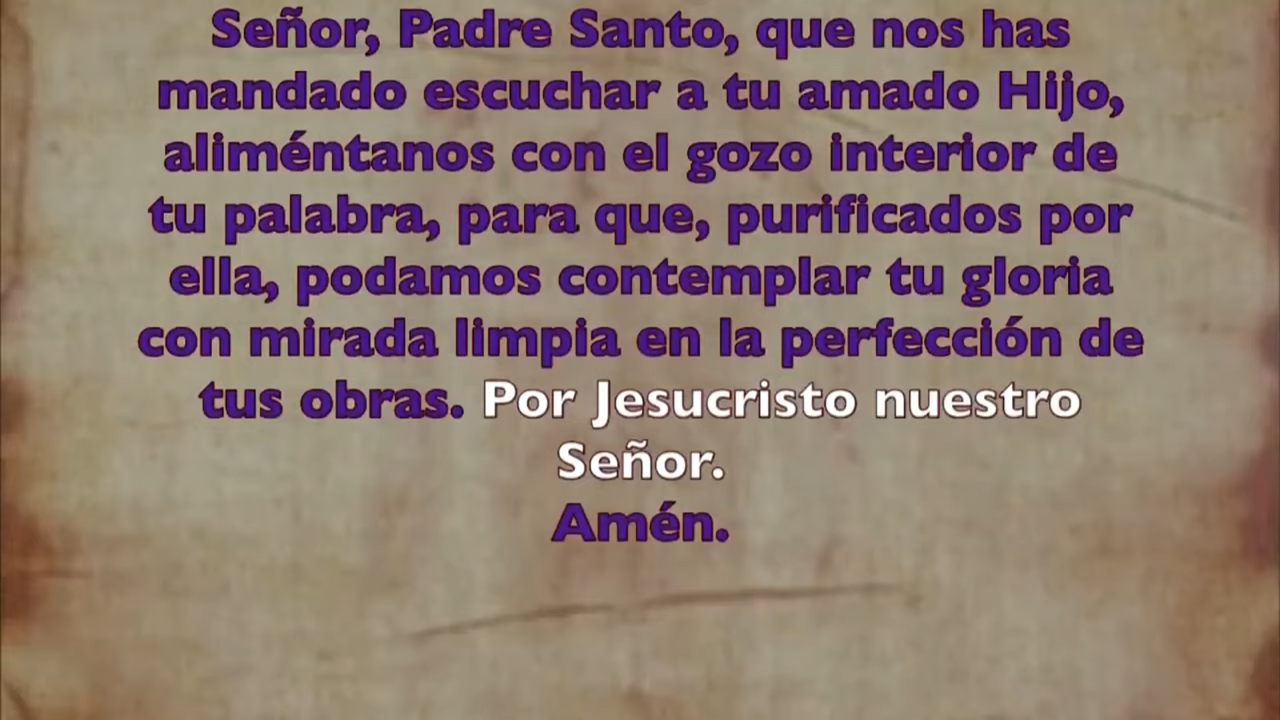 Señor, Padre Santo, que nos has
mandado escuchar a tu amado Hijo,
aliméntanos con el gozo interior de
tu palabra, para que, purificados por
ella, podamos contemplar tu gloria
con mirada limpia en la perfección de
tus obras. Por Jesucristo nuestro
Señor.
Amén.